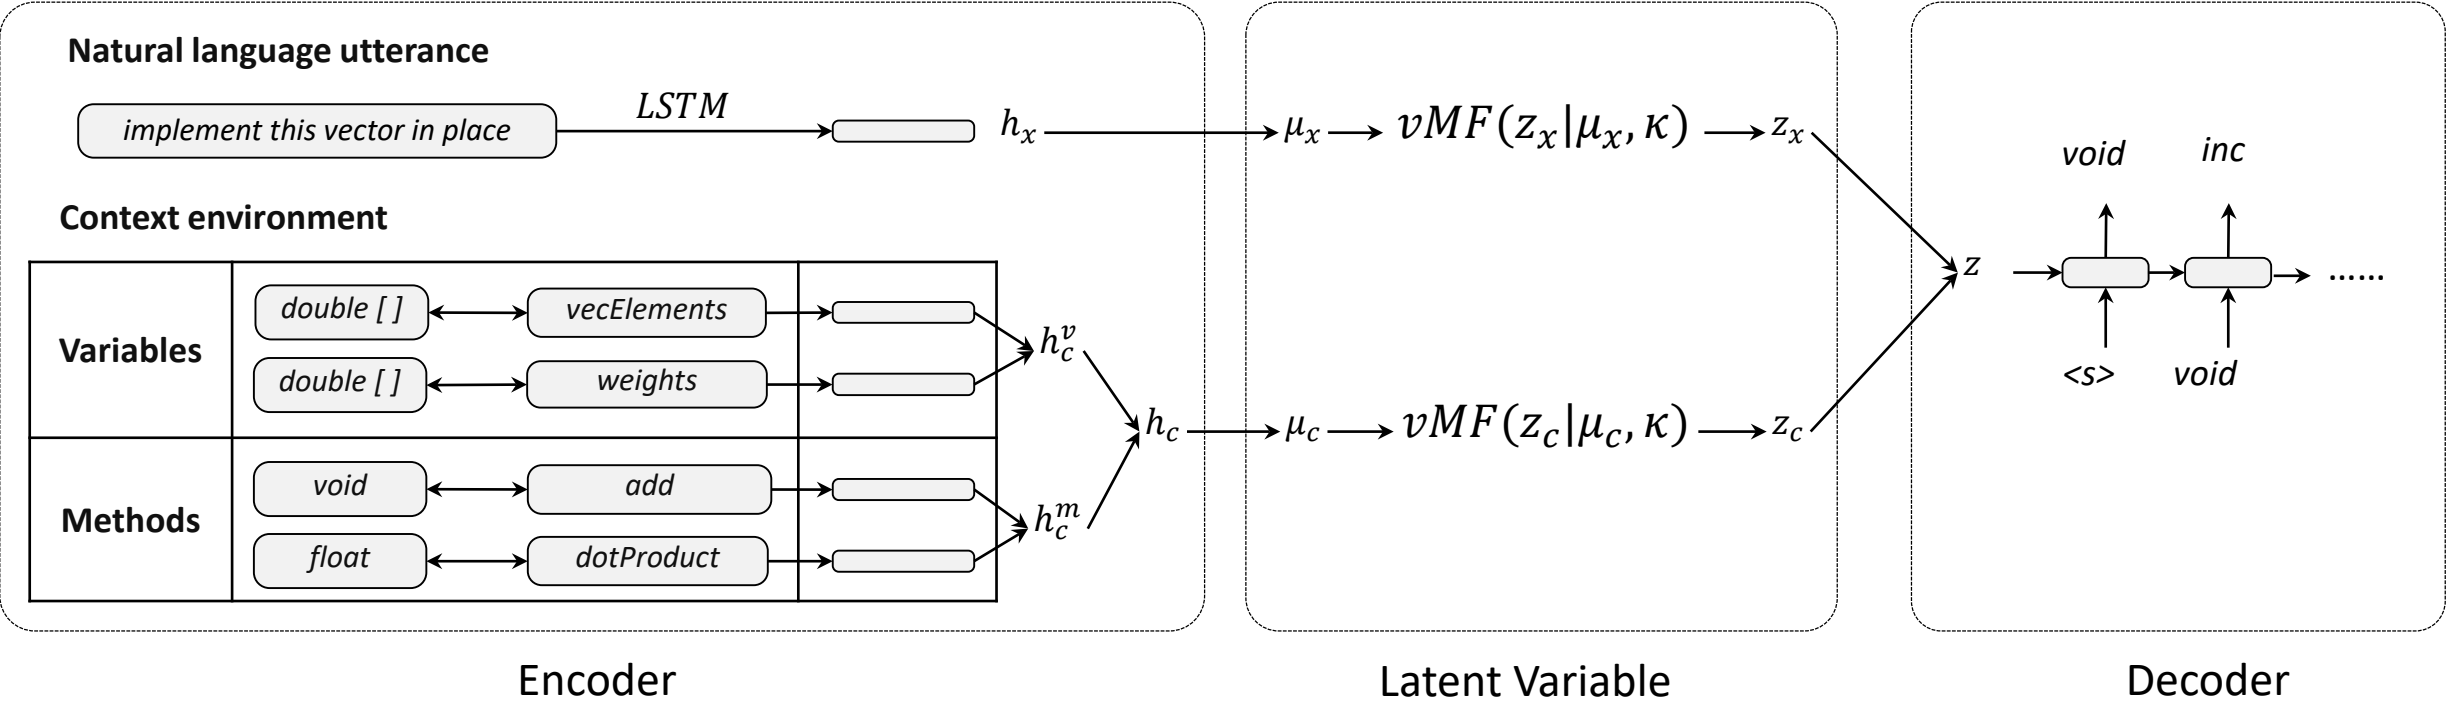 Natural language utterance
implement this vector in place
LSTM
h_x
μ_x
vMF(z_x|μ_x, κ)
z_x
Context environment
Variables
double [ ]
vecElements
double [ ]
weights
h_c^v
Methods
void
add
float
dotProduct
h_c^m
h_c
μ_c
vMF(z_c|μ_c, κ)
z_c
z
void
inc
......
<s>
void
Encoder
Latent Variable
Decoder